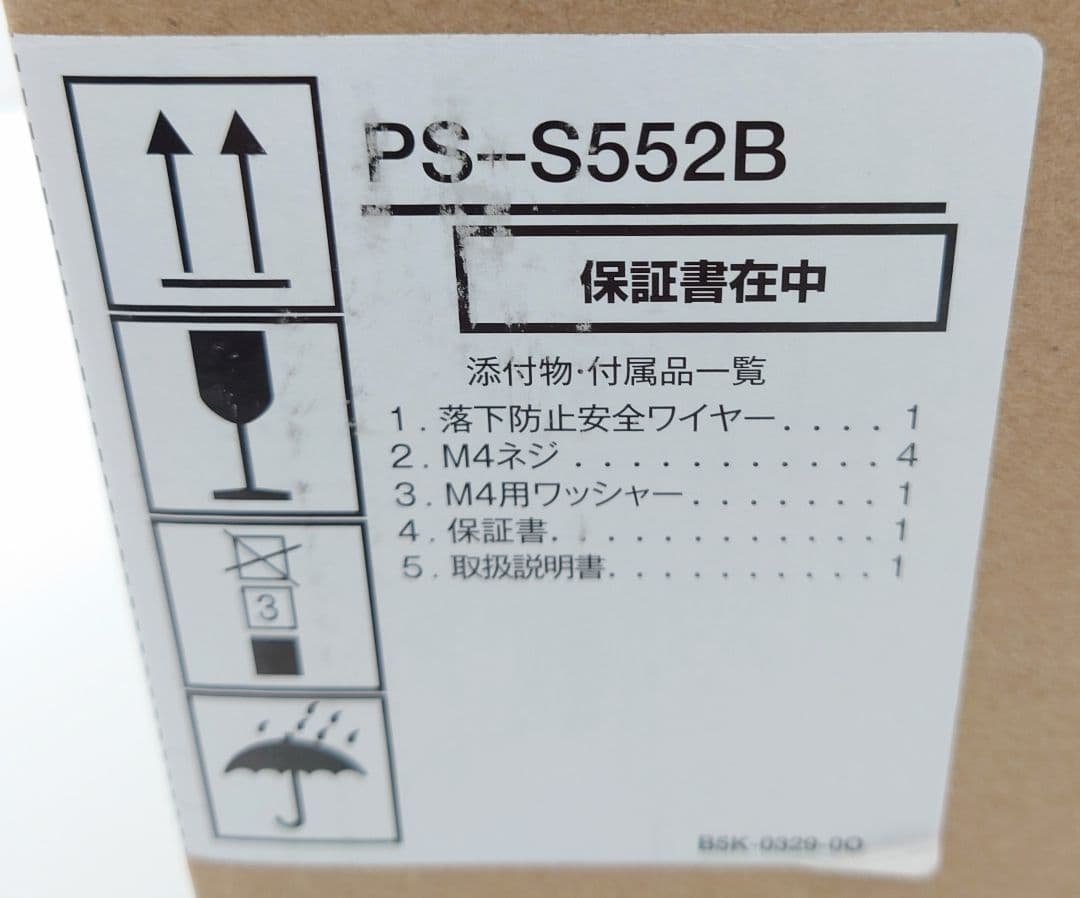 PS-S552B
保証書在中
添付物・付属品一覧
1. 落下防止安全ワイヤー.... 1
2. M4ネジ ............ 4
3. M4用ワッシャー....... 1
4. 保証書............ 1
5. 取扱説明書.......... 1
3
B5K-0329-00